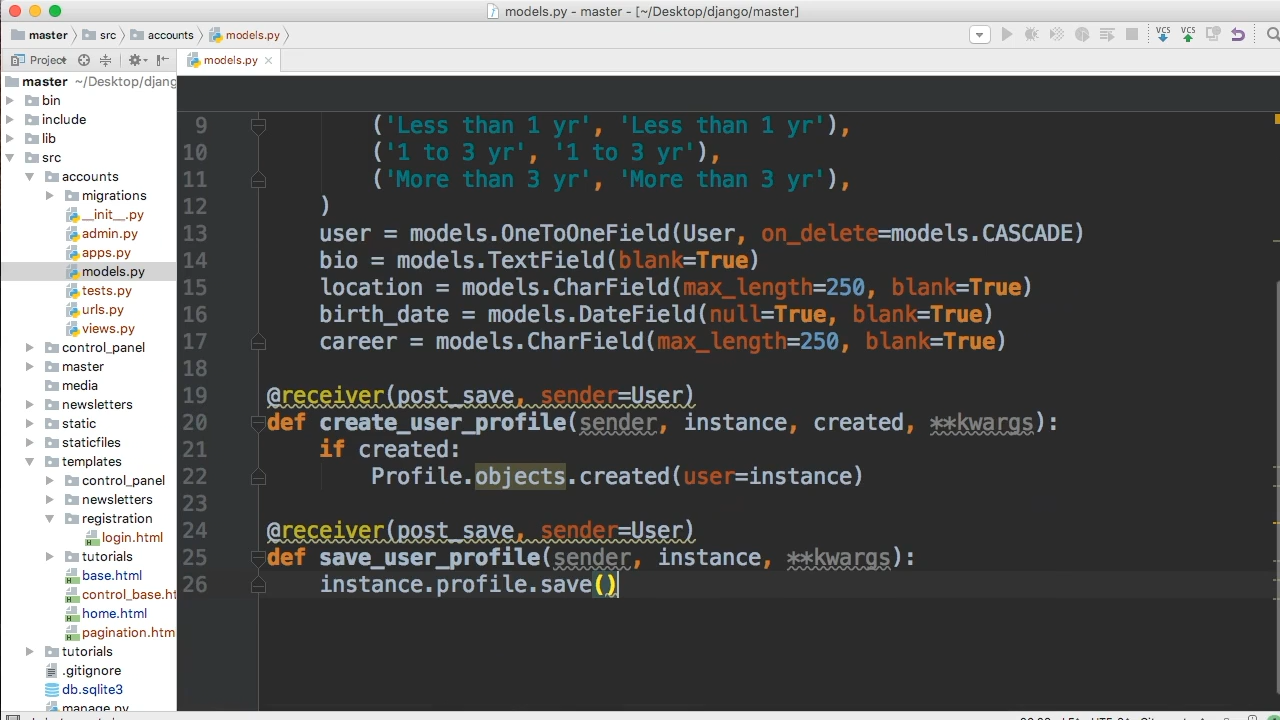 models.py - master - [~/Desktop/django/master]
master src accounts models.py
Project
models.py
master ~/Desktop/djang
bin
include
lib
src
accounts
migrations
__init__.py
admin.py
apps.py
models.py
tests.py
urls.py
views.py
control_panel
master
media
newsletters
static
staticfiles
templates
control_panel
newsletters
registration
login.html
tutorials
base.html
control_base.ht
home.html
pagination.htm
tutorials
.gitignore
db.sqlite3
manage.py
9 ('Less than 1 yr', 'Less than 1 yr'),
10 ('1 to 3 yr', '1 to 3 yr'),
11 ('More than 3 yr', 'More than 3 yr'),
12 )
13 user = models.OneToOneField(User, on_delete=models.CASCADE)
14 bio = models.TextField(blank=True)
15 location = models.CharField(max_length=250, blank=True)
16 birth_date = models.DateField(null=True, blank=True)
17 career = models.CharField(max_length=250, blank=True)
18
19 @receiver(post_save, sender=User)
20 def create_user_profile(sender, instance, created, **kwargs):
21 if created:
22 Profile.objects.created(user=instance)
23
24 @receiver(post_save, sender=User)
25 def save_user_profile(sender, instance, **kwargs):
26 instance.profile.save()
VCS VCS